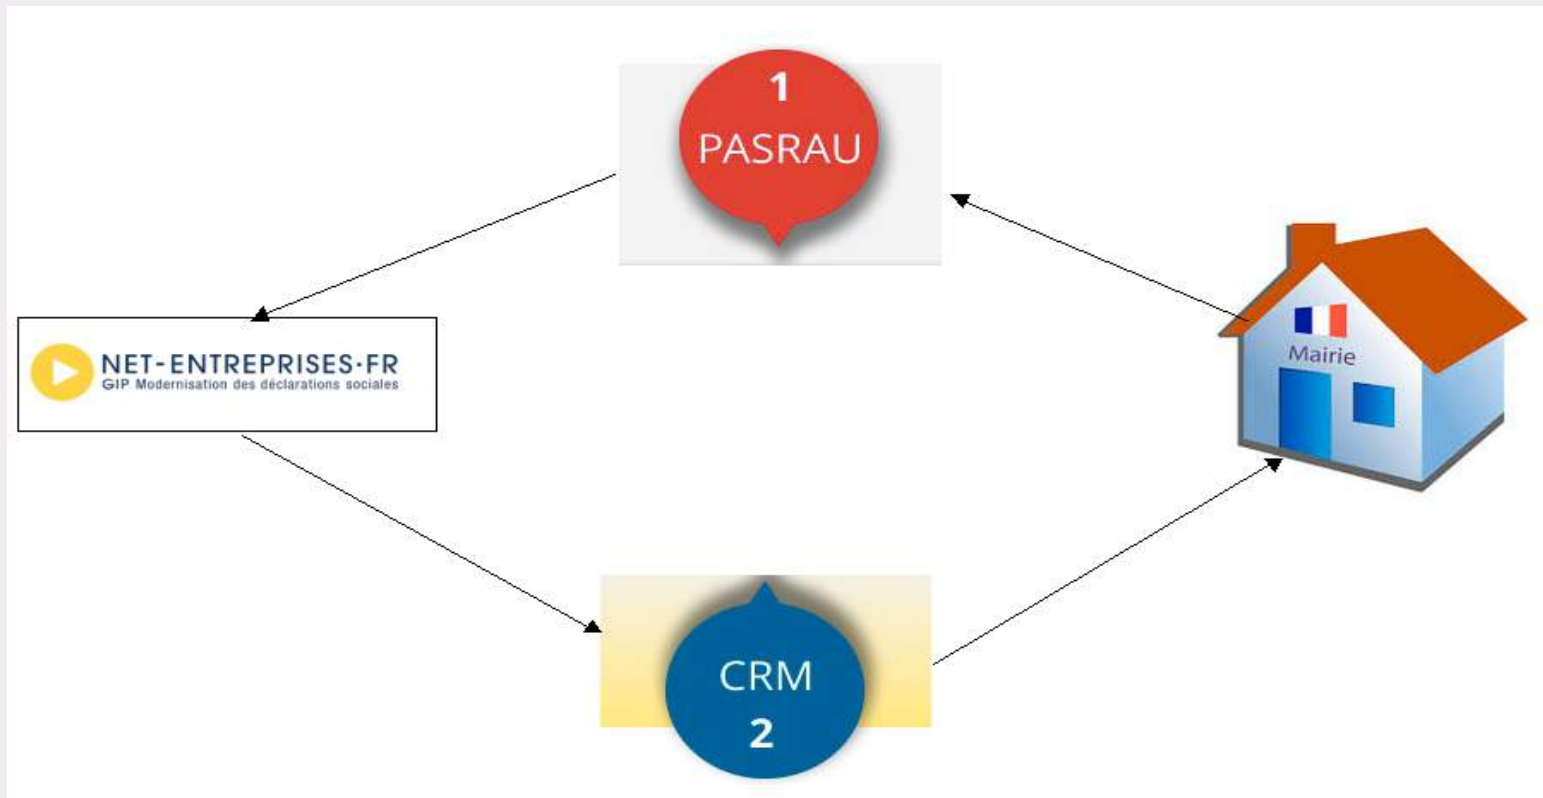 1
PASRAU
NET-ENTREPRISES·FR
GIP Modernisation des déclarations sociales
Mairie
CRM
2